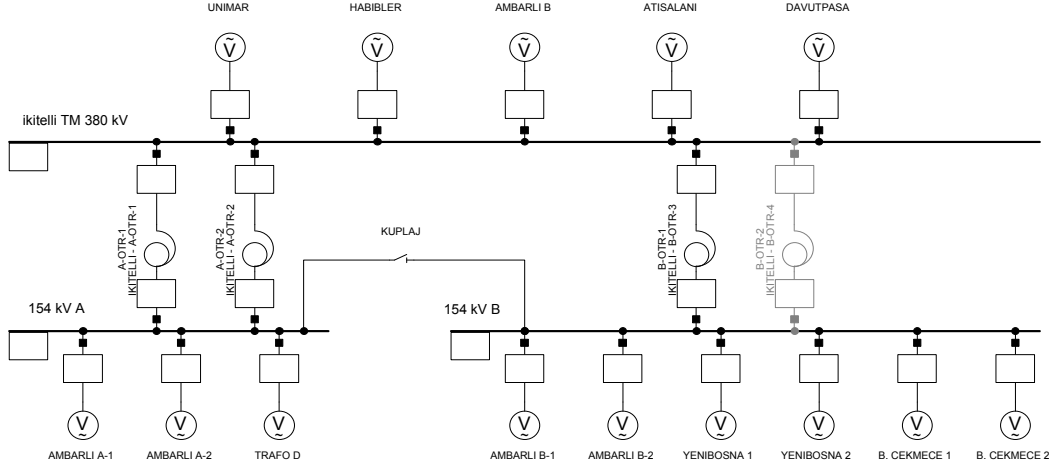 UNIMAR
HABIBLER
AMBARLI B
ATISALANI
DAVUTPASA
Ṽ
Ṽ
Ṽ
Ṽ
Ṽ
ikitelli TM 380 kV
A-OTR-1
IKITELLI - A-OTR-1
A-OTR-2
IKITELLI - A-OTR-2
B-OTR-1
IKITELLI - B-OTR-3
B-OTR-2
IKITELLI - B-OTR-4
KUPLAJ
154 kV A
154 kV B
V~
V~
V~
V~
V~
V~
V~
V~
V~
AMBARLI A-1
AMBARLI A-2
TRAFO D
AMBARLI B-1
AMBARLI B-2
YENIBOSNA 1
YENIBOSNA 2
B. CEKMECE 1
B. CEKMECE 2